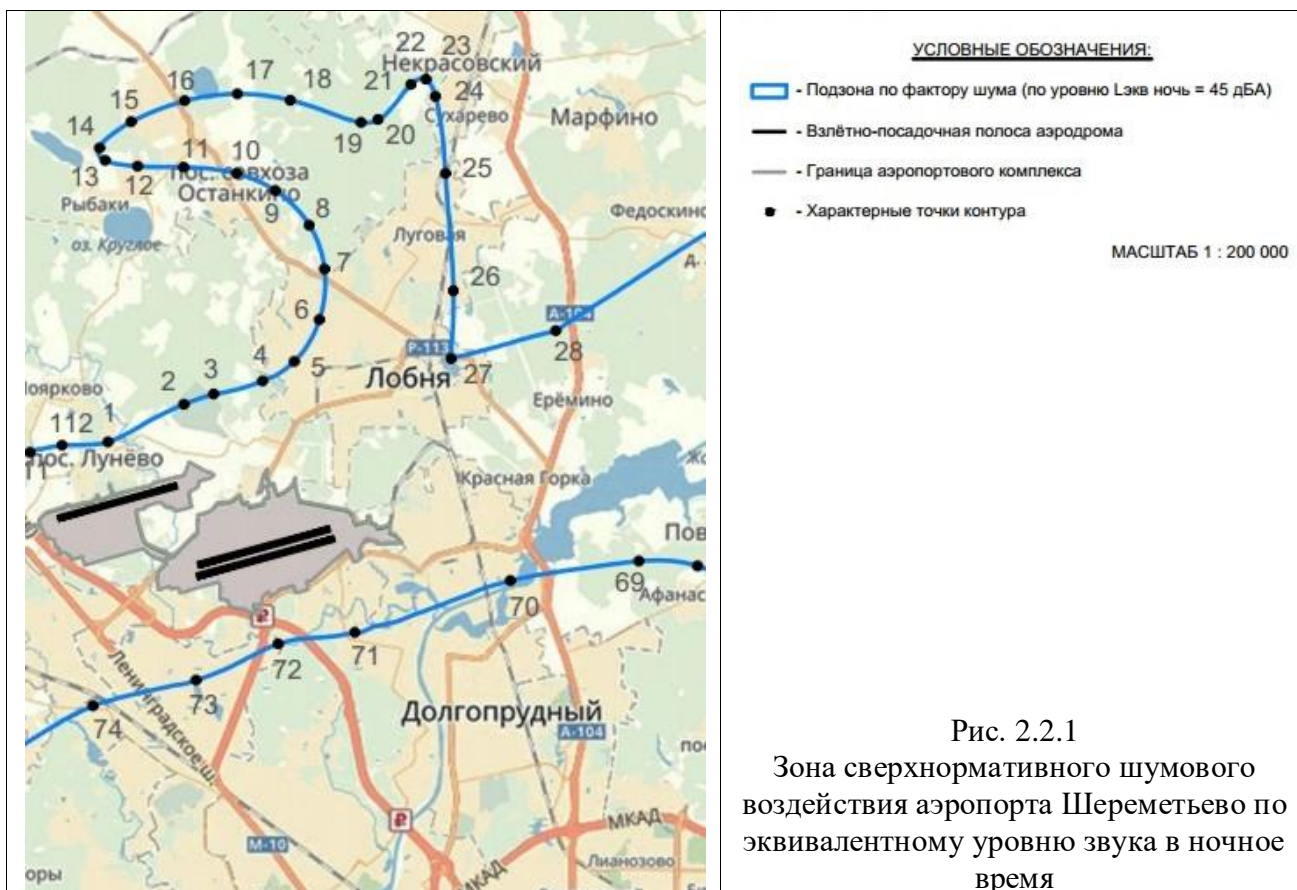 22
23
Некрасовский
16
17
18
21
24
15
Сухарево
Марфино
19
20
14
11
10
25
13
12
пос. совхоза
Останкино
9
Рыбаки
8
Федоскино
оз. Круглое
Луговая
7
д.
6
26
А-104
28
Р-113
27
4
5
2
3
Лобня
Ерёмино
112
1
пос. Лунёво
Красная Горка
Пов
69
Афанас
70
71
72
73
74
Ленинградское ш.
Долгопрудный
А-104
по
М-10
МКАД
Лианозово
МКАД
оры
УСЛОВНЫЕ ОБОЗНАЧЕНИЯ:
- Подзона по фактору шума (по уровню Lэкв ночь = 45 дБА)
- Взлётно-посадочная полоса аэродрома
- Граница аэропортового комплекса
- Характерные точки контура
МАСШТАБ 1 : 200 000
Рис. 2.2.1
Зона сверхнормативного шумового
воздействия аэропорта Шереметьево по
эквивалентному уровню звука в ночное
время